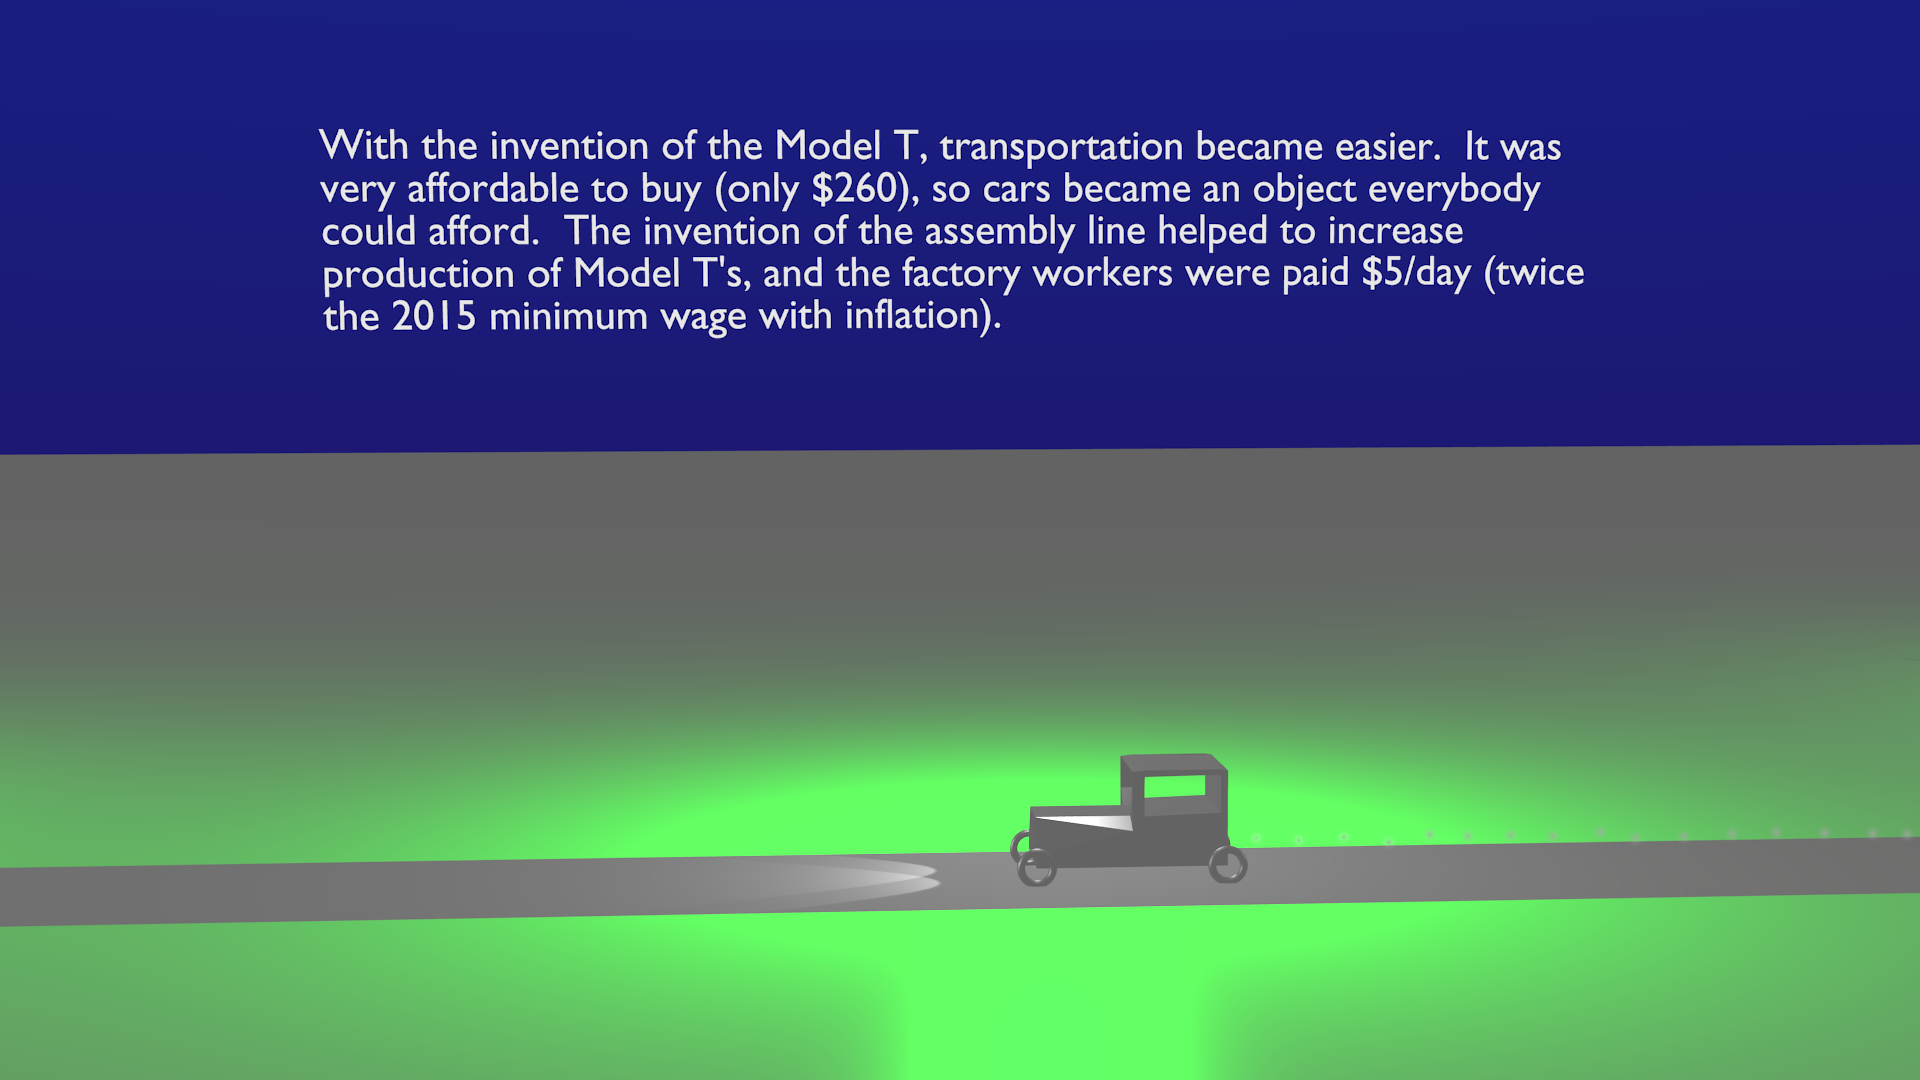 With the invention of the Model T, transportation became easier.  It was
very affordable to buy (only $260), so cars became an object everybody
could afford.  The invention of the assembly line helped to increase
production of Model T's, and the factory workers were paid $5/day (twice
the 2015 minimum wage with inflation).